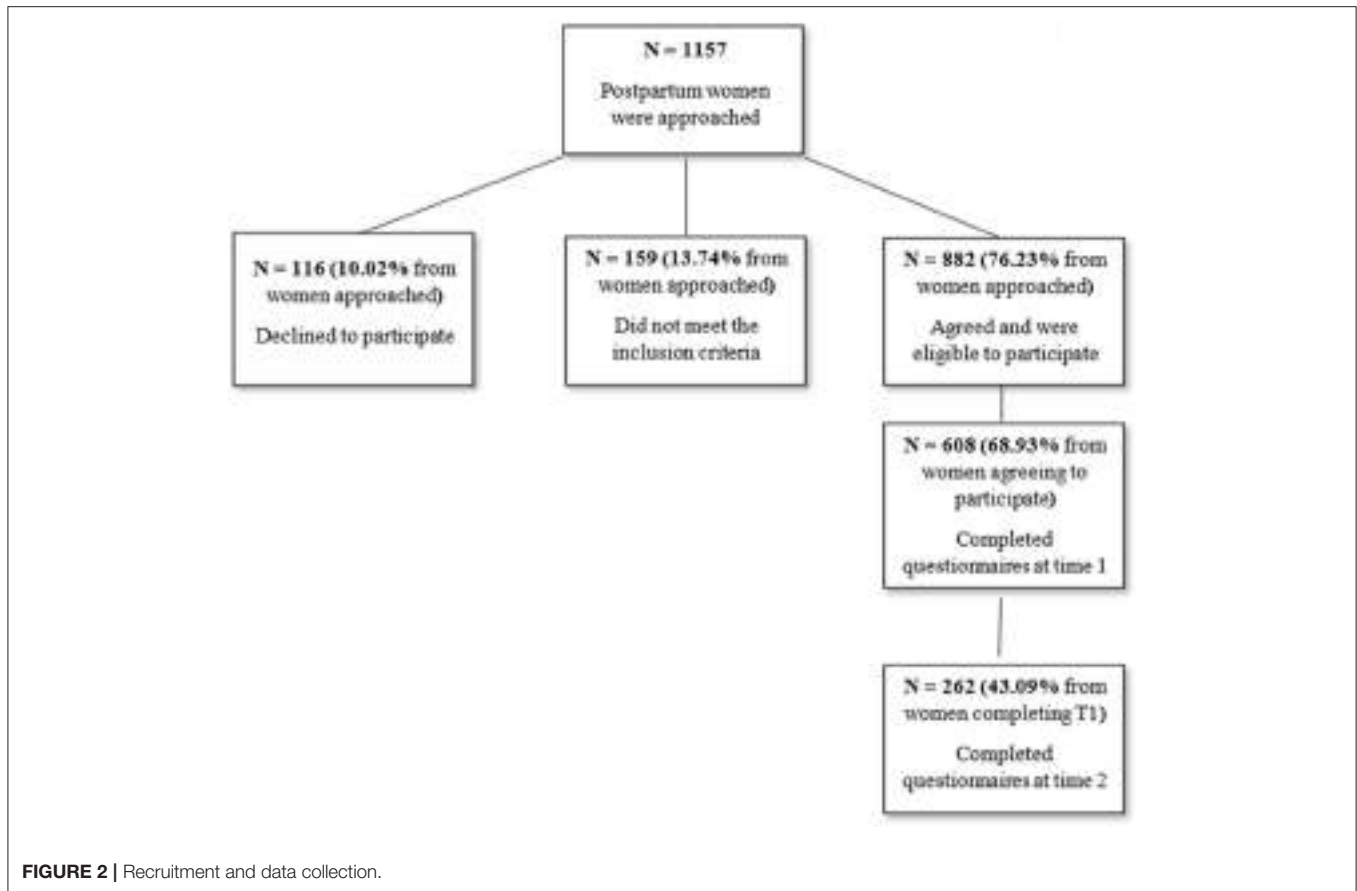 N = 1157
Postpartum women
were approached
N = 116 (10.02% from
women approached)
Declined to participate
N = 159 (13.74% from
women approached)
Did not meet the
inclusion criteria
N = 882 (76.23% from
women approached)
Agreed and were
eligible to participate
N = 608 (68.93% from
women agreeing to
participate)
Completed
questionnaires at time 1
N = 262 (43.09% from
women completing T1)
Completed
questionnaires at time 2
FIGURE 2 | Recruitment and data collection.